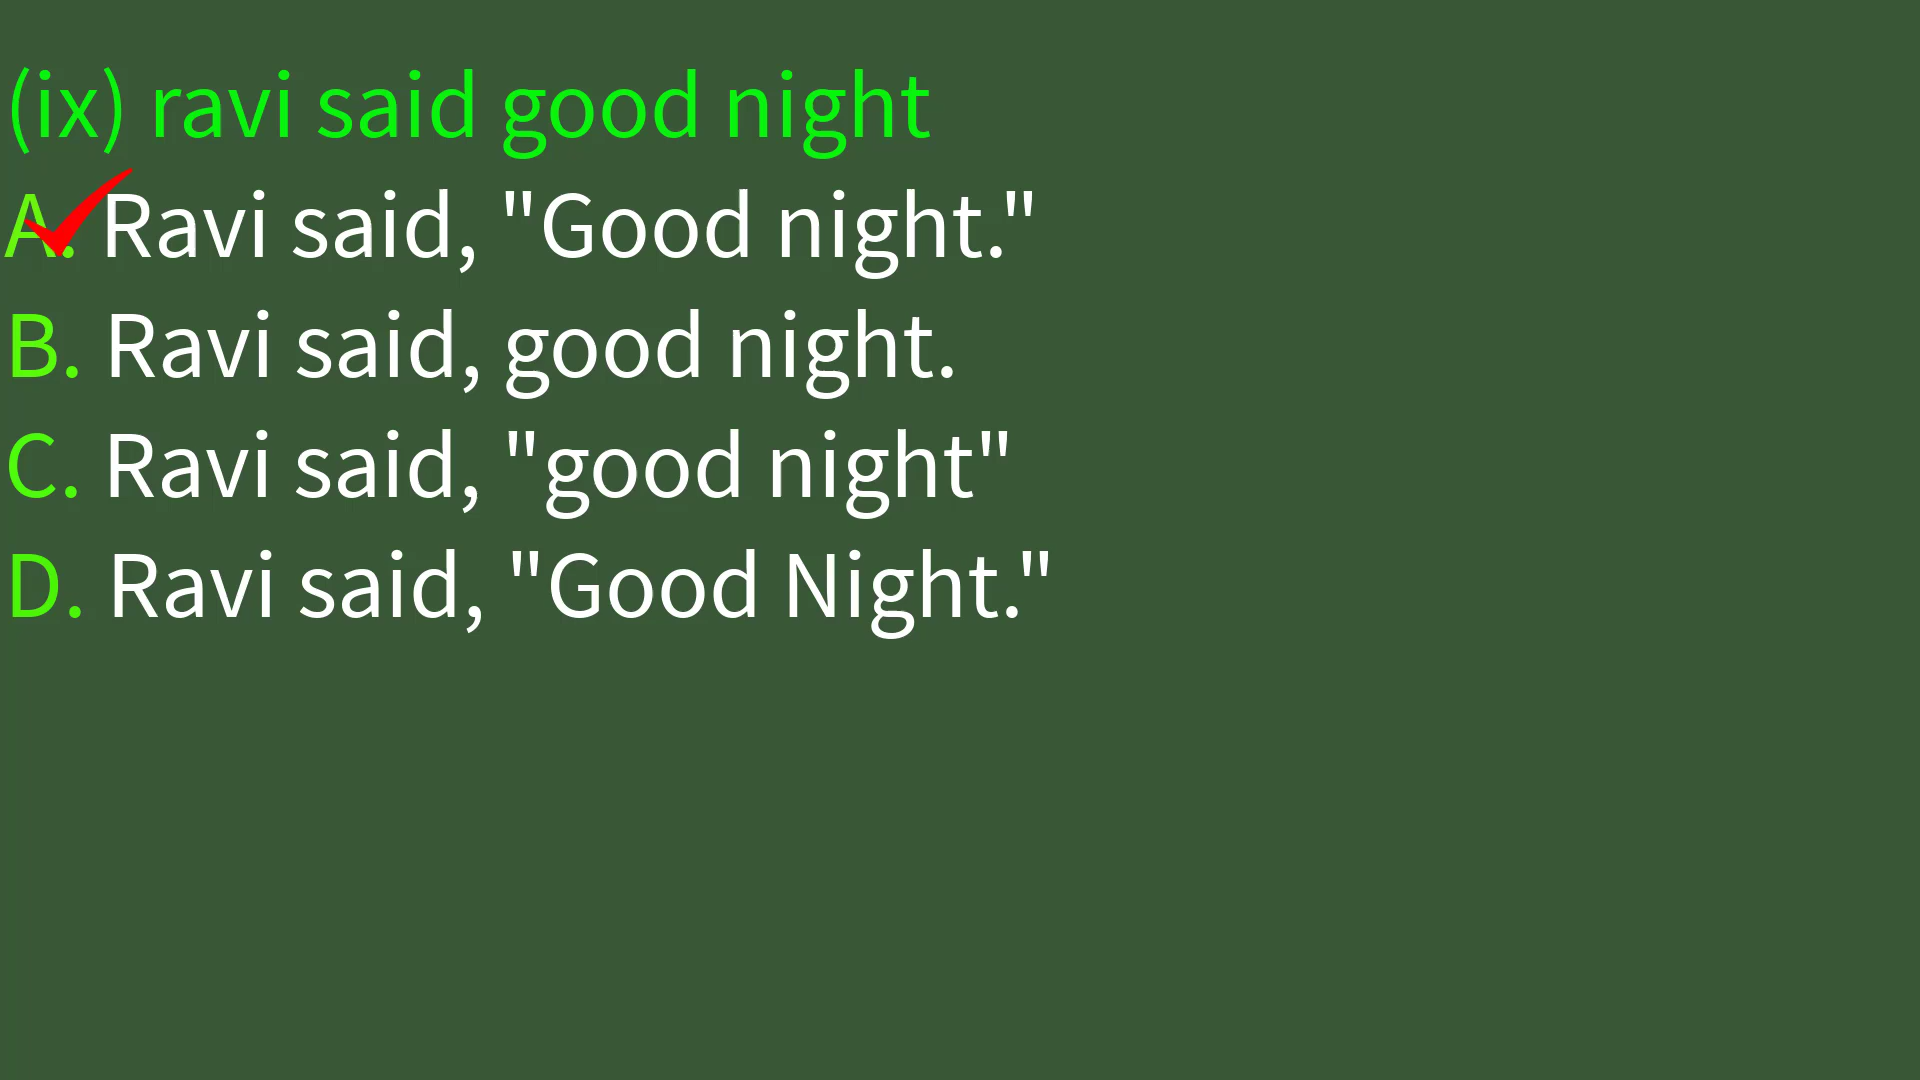 (ix) ravi said good night
A. Ravi said, "Good night."
B. Ravi said, good night.
C. Ravi said, "good night"
D. Ravi said, "Good Night."